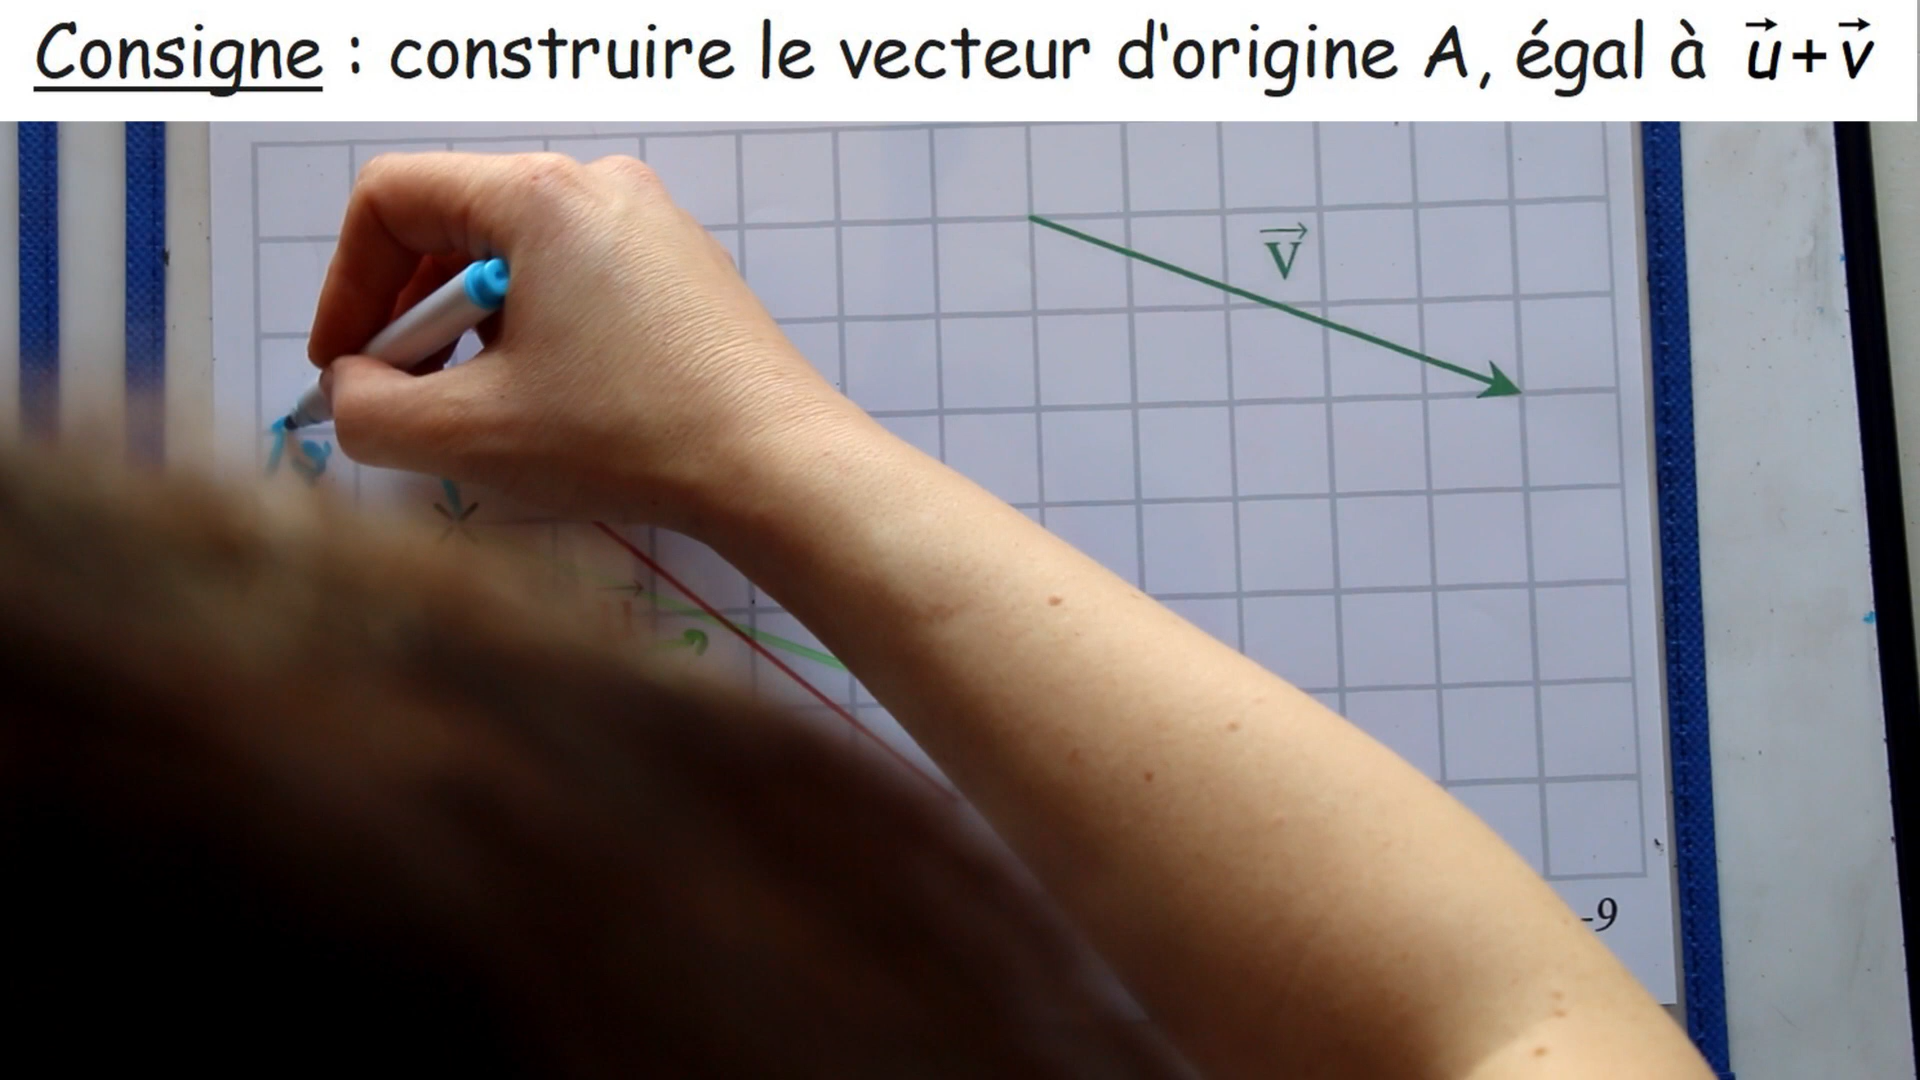 Consigne : construire le vecteur d'origine A, égal à u⃗+v⃗
v⃗
-9